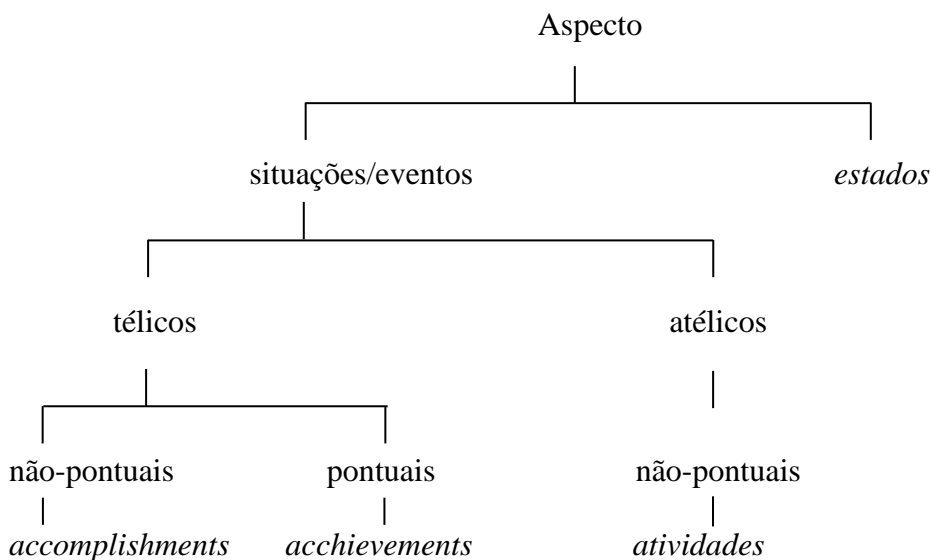 Aspecto
situações/eventos estados
télicos atélicos
não-pontuais pontuais não-pontuais
accomplishments acchievements atividades